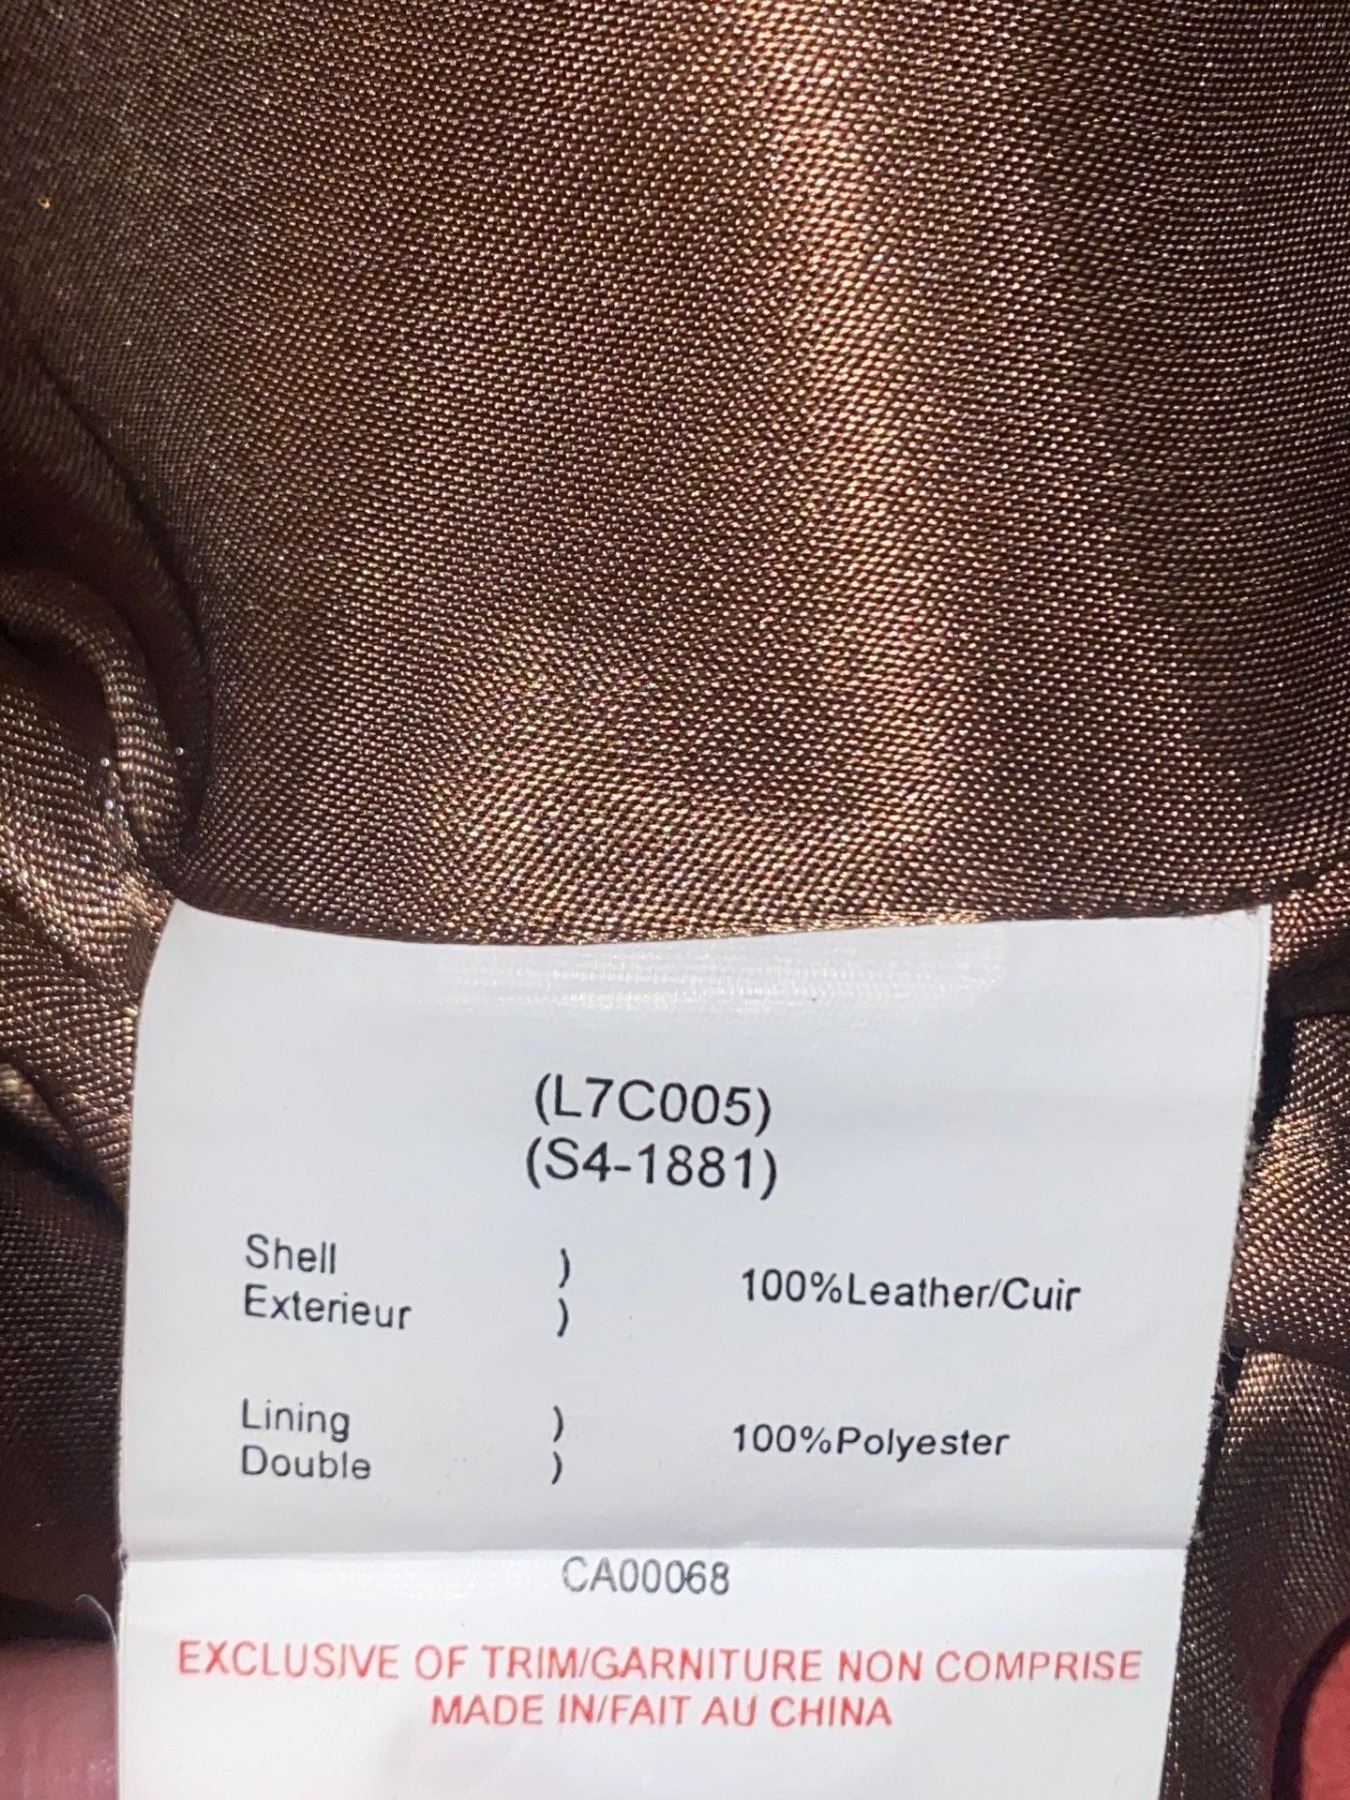 (L7C005)
(S4-1881)
Shell )
Exterieur )
100%Leather/Cuir
Lining )
Double )
100%Polyester
CA00068
EXCLUSIVE OF TRIM/GARNITURE NON COMPRISE
MADE IN/FAIT AU CHINA